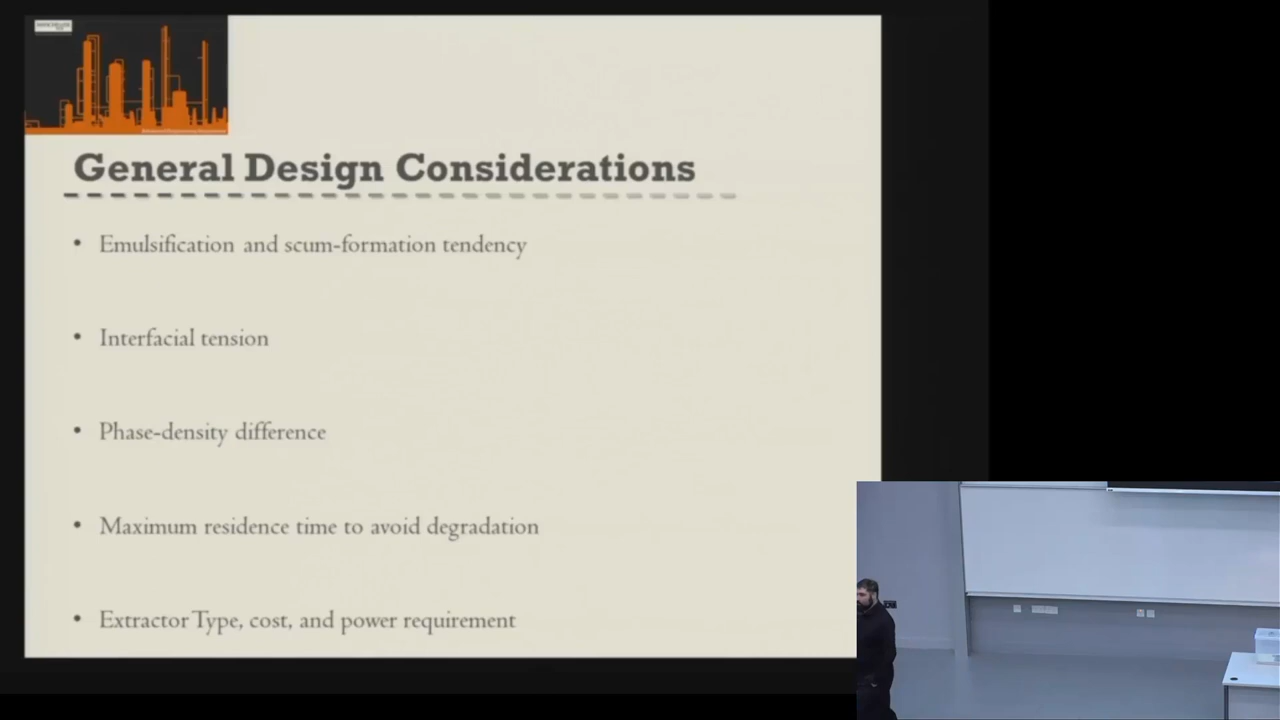 General Design Considerations
• Emulsification and scum-formation tendency
• Interfacial tension
• Phase-density difference
• Maximum residence time to avoid degradation
• Extractor Type, cost, and power requirement